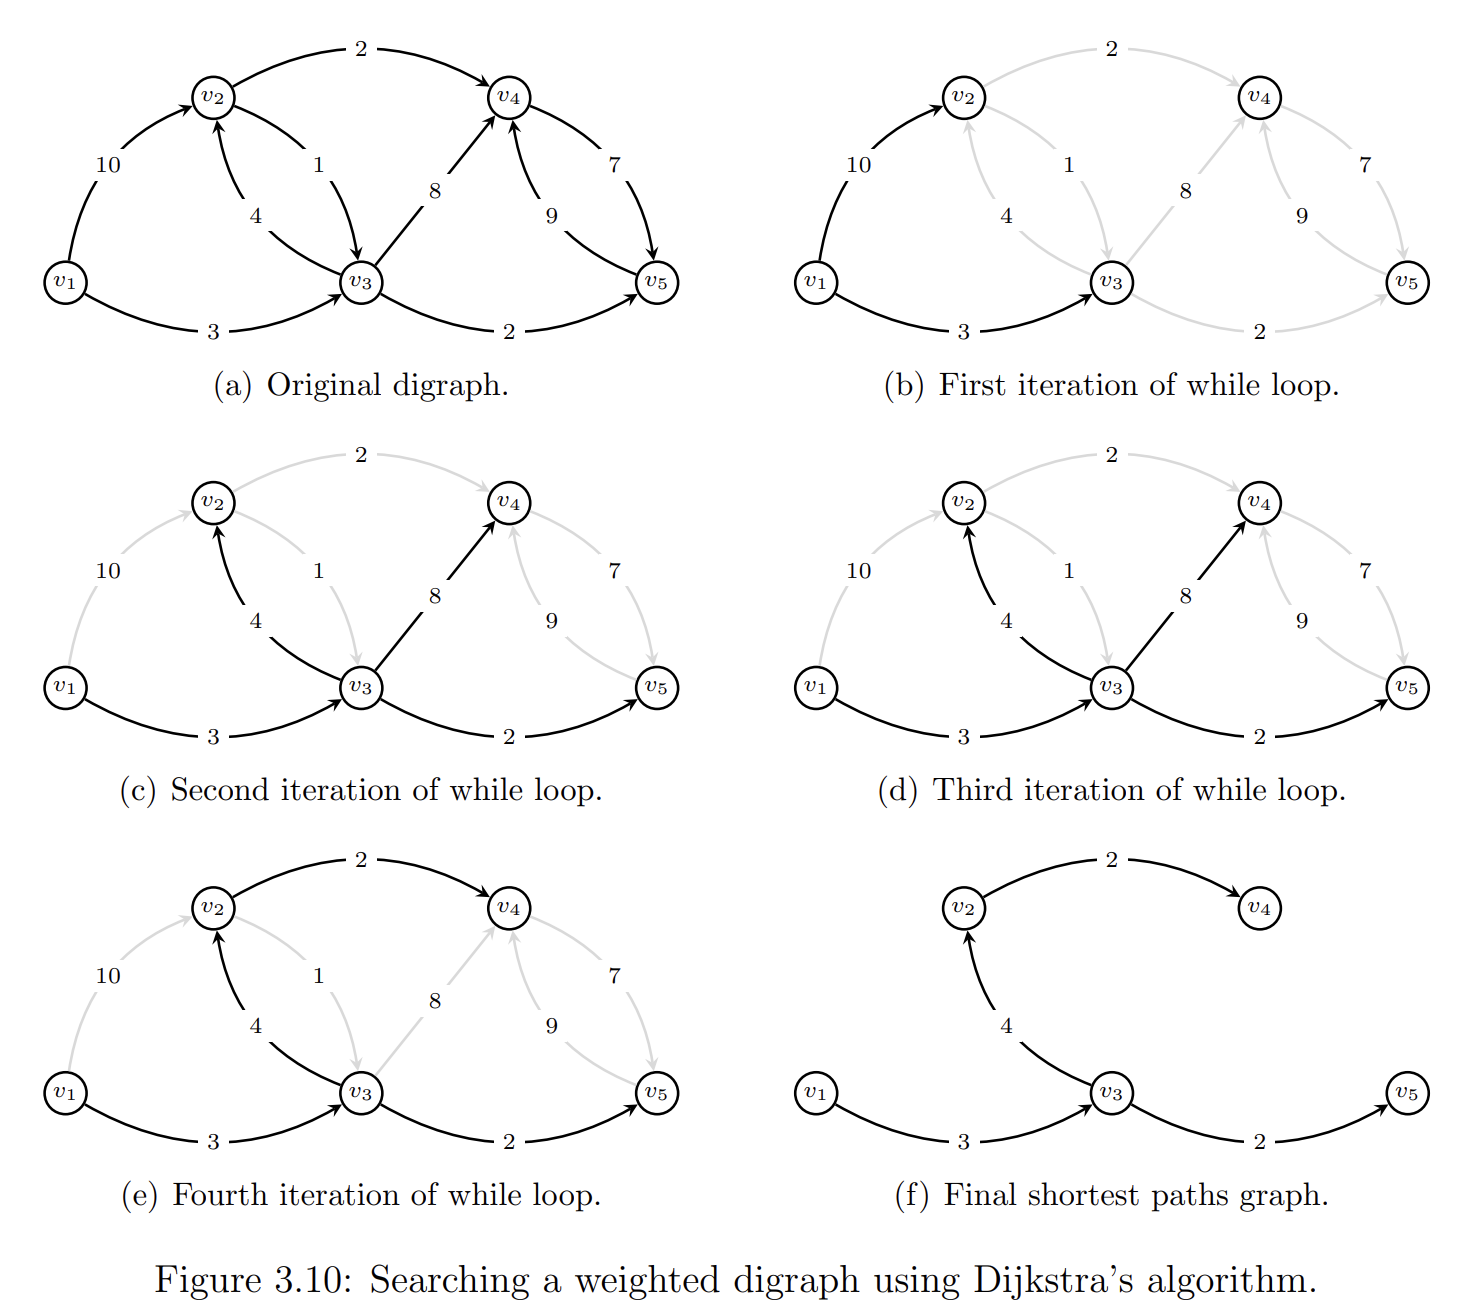 2 2
v2 v4 v2 v4
10 1 7 10 1 7
8 8
4 9 4 9
v1 v3 v5 v1 v3 v5
3 2 3 2
(a) Original digraph. (b) First iteration of while loop.
2 2
v2 v4 v2 v4
10 1 7 10 1 7
8 8
4 9 4 9
v1 v3 v5 v1 v3 v5
3 2 3 2
(c) Second iteration of while loop. (d) Third iteration of while loop.
2 2
v2 v4 v2 v4
10 1 7
8
4 9 4
v1 v3 v5 v1 v3 v5
3 2 3 2
(e) Fourth iteration of while loop. (f) Final shortest paths graph.
Figure 3.10: Searching a weighted digraph using Dijkstra's algorithm.